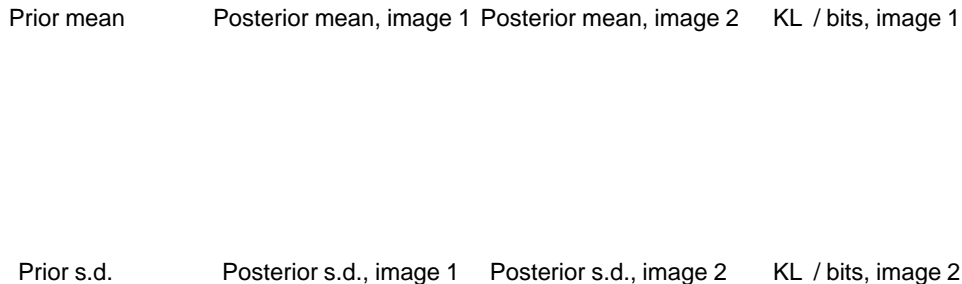 Prior mean Posterior mean, image 1 Posterior mean, image 2 KL / bits, image 1
Prior s.d. Posterior s.d., image 1 Posterior s.d., image 2 KL / bits, image 2